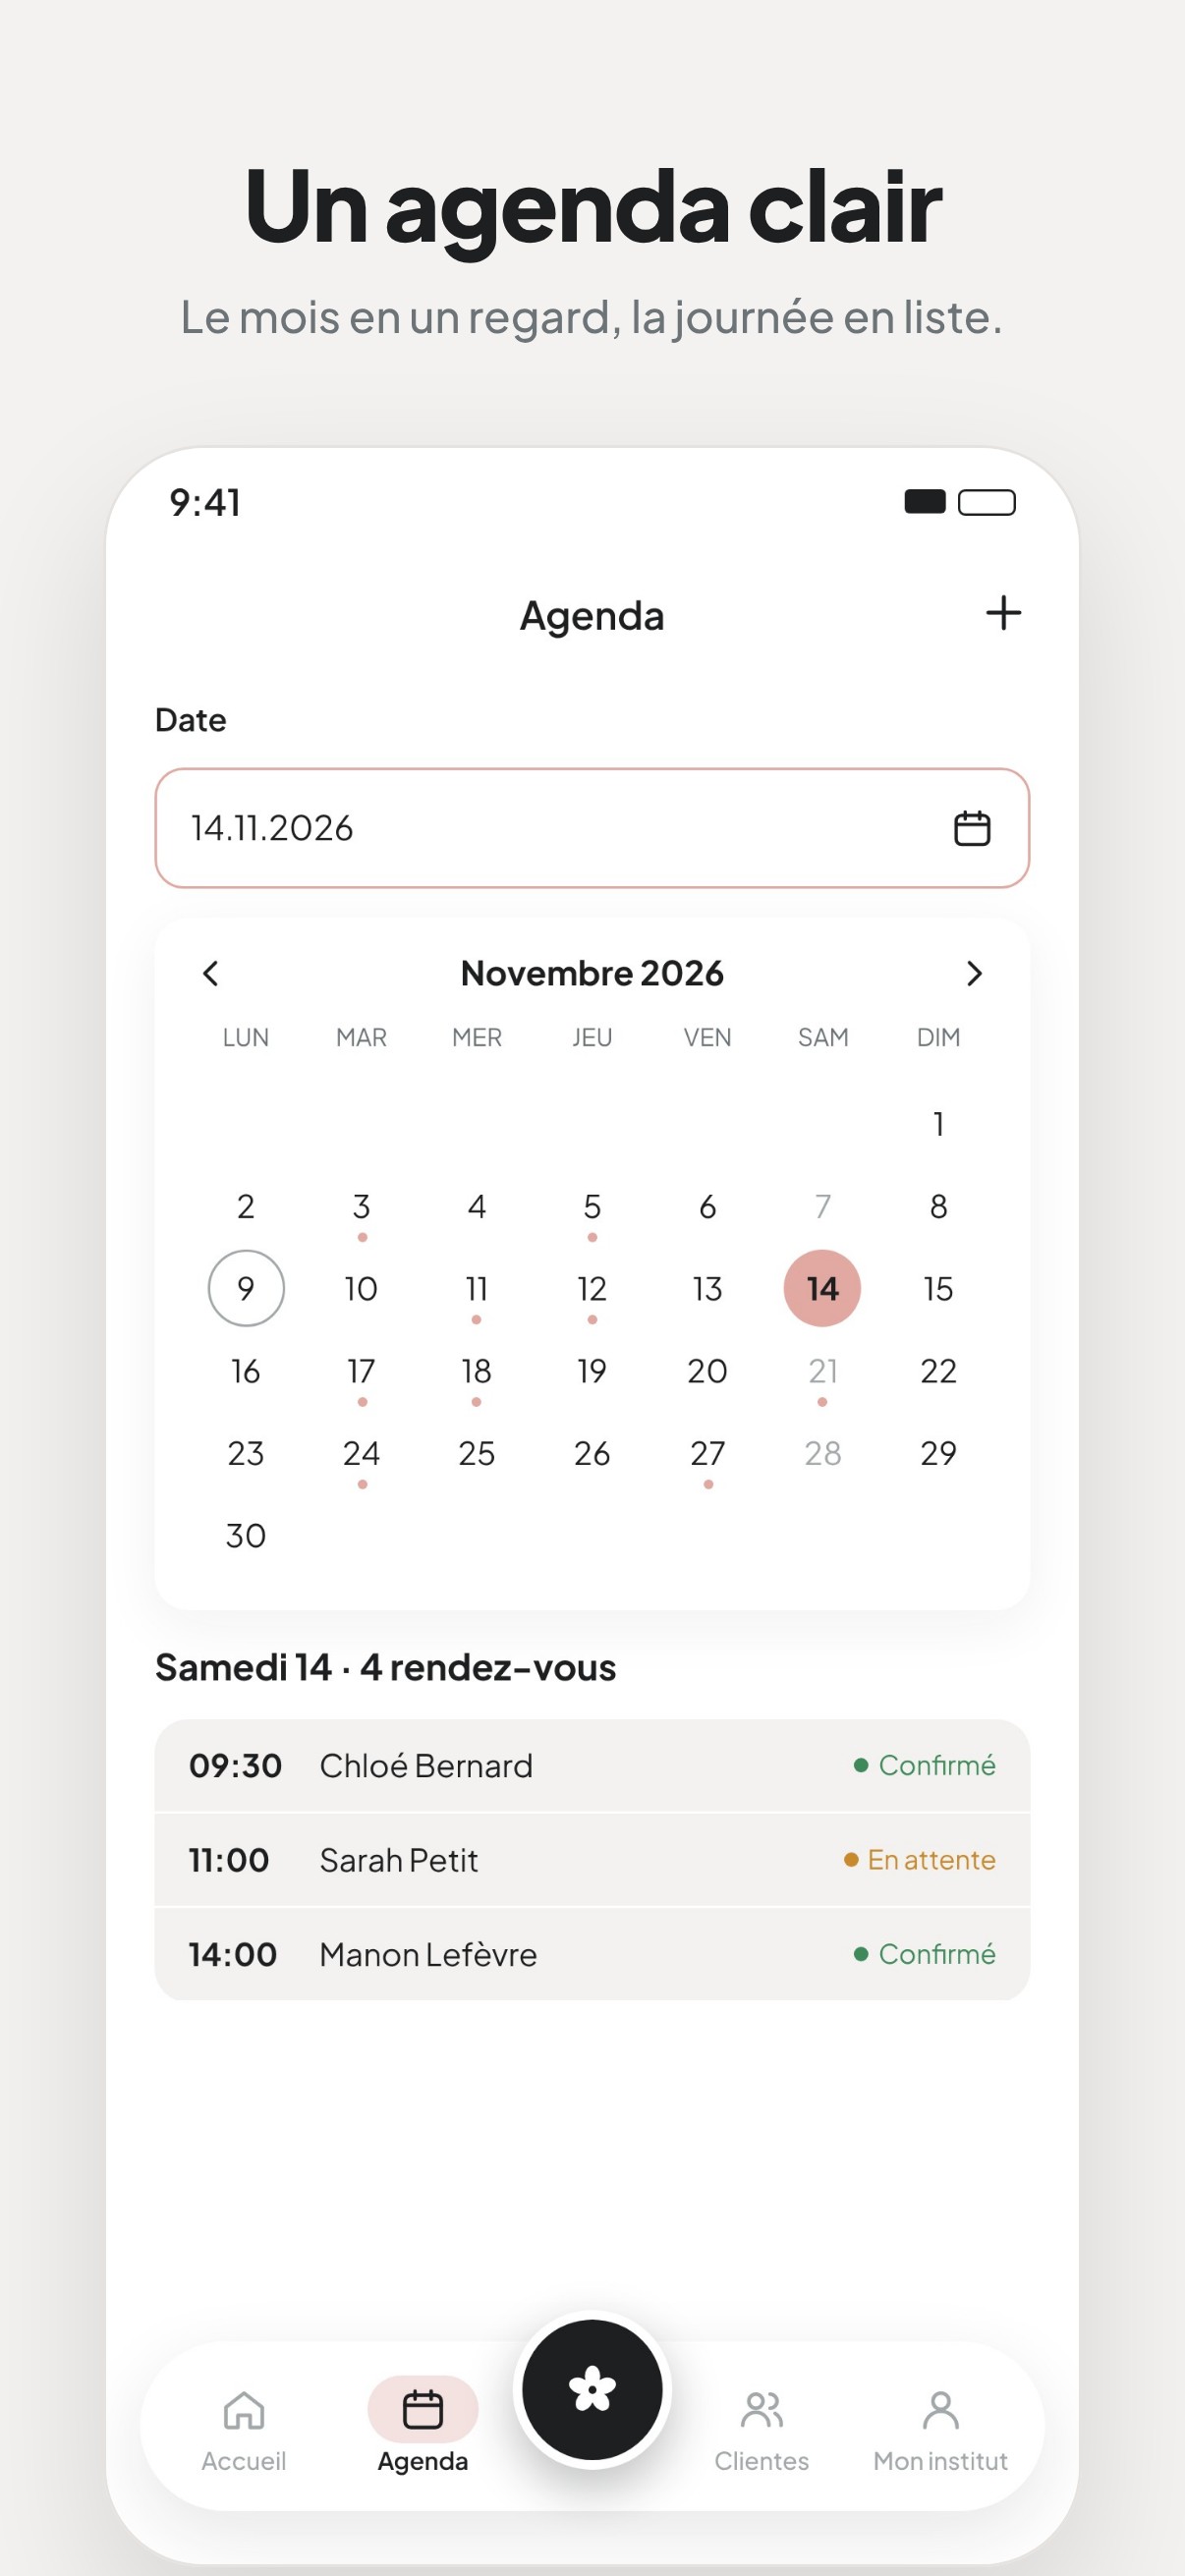 Un agenda clair
Le mois en un regard, la journée en liste.
9:41
Agenda
Date
14.11.2026
Novembre 2026
LUN MAR MER JEU VEN SAM DIM
1
2 3 4 5 6 7 8
9 10 11 12 13 14 15
16 17 18 19 20 21 22
23 24 25 26 27 28 29
30
Samedi 14 · 4 rendez-vous
09:30 Chloé Bernard Confirmé
11:00 Sarah Petit En attente
14:00 Manon Lefèvre Confirmé
Accueil Agenda Clientes Mon institut